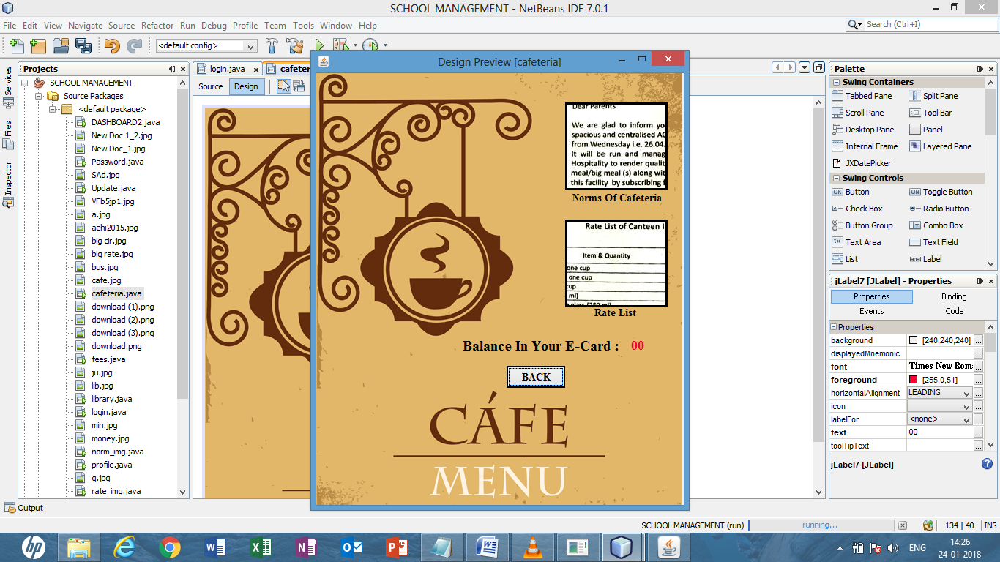 SCHOOL MANAGEMENT - NetBeans IDE 7.0.1
File Edit View Navigate Source Refactor Run Debug Profile Team Tools Window Help
Search (Ctrl+I)
<default config>
Projects
login.java
cafeter
Source Design
Services
Files
Inspector
SCHOOL MANAGEMENT
Source Packages
<default package>
DASHBOARD2.java
New Doc 1_2.jpg
New Doc_1.jpg
Password.java
SAd.jpg
Update.java
VFb5jp1.jpg
a.jpg
aehi2015.jpg
big cir.jpg
big rate.jpg
bus.jpg
cafe.jpg
cafeteria.java
download (1).png
download (2).png
download (3).png
download.png
fees.java
ju.jpg
lib.jpg
library.java
login.java
min.jpg
money.jpg
norm_img.java
profile.java
q.jpg
rate_img.java
Design Preview [cafeteria]
Dear Parents
We are glad to inform yo
spacious and centralised AC
from Wednesday i.e. 26.04.
It will be run and manag
Hospitality to render qualit
meal/big meal (s) along wit
this facility by subscribing f
Norms Of Cafeteria
Rate List of Canteen I
Item & Quantity
one cup
one cup
cup
ml)
glass (250 ml)
Rate List
Balance In Your E-Card : 00
BACK
CÁFE
MENU
Palette
Swing Containers
Tabbed Pane Split Pane
Scroll Pane Tool Bar
Desktop Pane Panel
Internal Frame Layered Pane
JXDatePicker
Swing Controls
OK Button ON Toggle Button
Check Box Radio Button
Button Group Combo Box
Text Area Text Field
List label Label
jLabel7 [JLabel] - Properties
Properties Binding
Events Code
Properties
background [240,240,240] ...
displayedMnemonic ...
font Times New Rom ...
foreground [255,0,51] ...
horizontalAlignment LEADING ...
icon ...
labelFor <none> ...
text 00 ...
toolTipText ...
jLabel7 [JLabel]
Output
SCHOOL MANAGEMENT (run) running... 134 | 40 INS
hp
ENG
14:26
24-01-2018